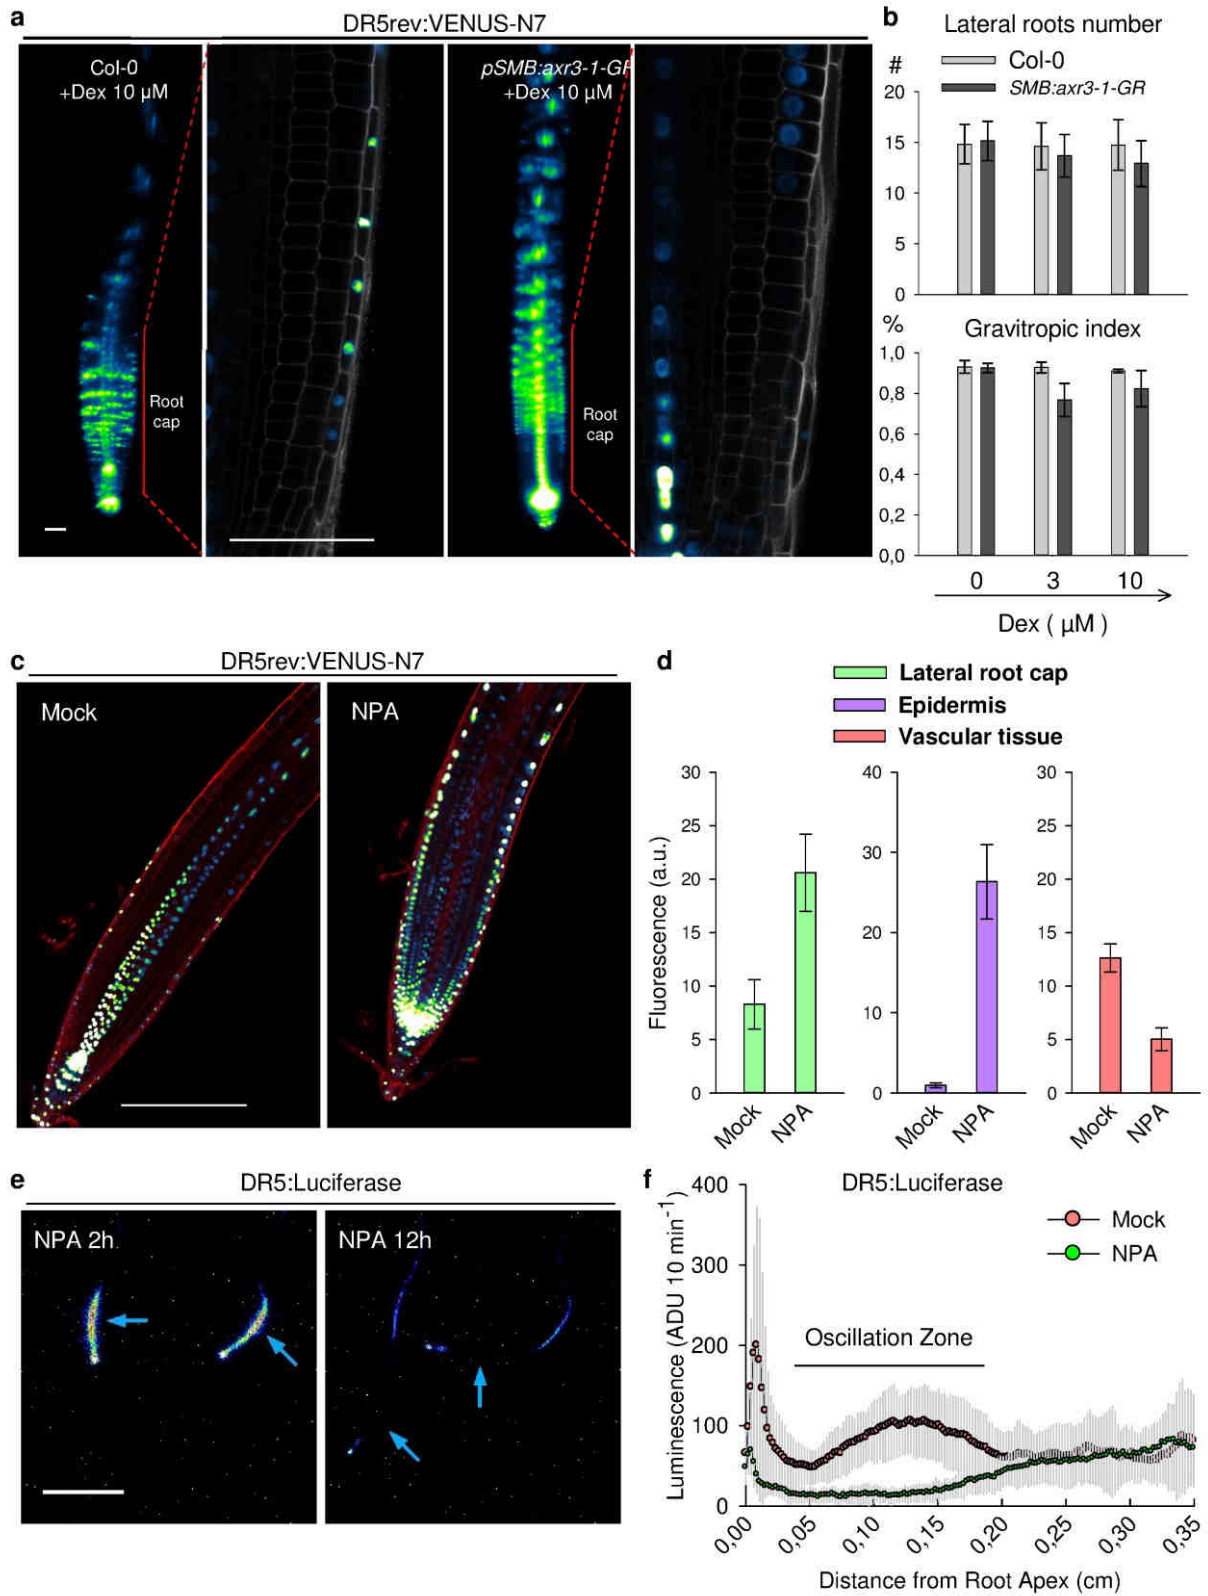 a
DR5rev:VENUS-N7
Col-0
+Dex 10 µM
Root
cap
pSMB:axr3-1-GR
+Dex 10 µM
Root
cap
b
Lateral roots number
#
Col-0
SMB:axr3-1-GR
20
15
10
5
0
%
Gravitropic index
1,0
0,8
0,6
0,4
0,2
0,0
0 3 10
Dex ( µM )
c
DR5rev:VENUS-N7
Mock
NPA
d
Lateral root cap
Epidermis
Vascular tissue
Fluorescence (a.u.)
30
25
20
15
10
5
0
Mock NPA
40
30
20
10
0
Mock NPA
30
25
20
15
10
5
0
Mock NPA
e
DR5:Luciferase
NPA 2h
NPA 12h
f
DR5:Luciferase
Mock
NPA
Oscillation Zone
Luminescence (ADU 10 min-1)
400
300
200
100
0
0,00 0,05 0,10 0,15 0,20 0,25 0,30 0,35
Distance from Root Apex (cm)